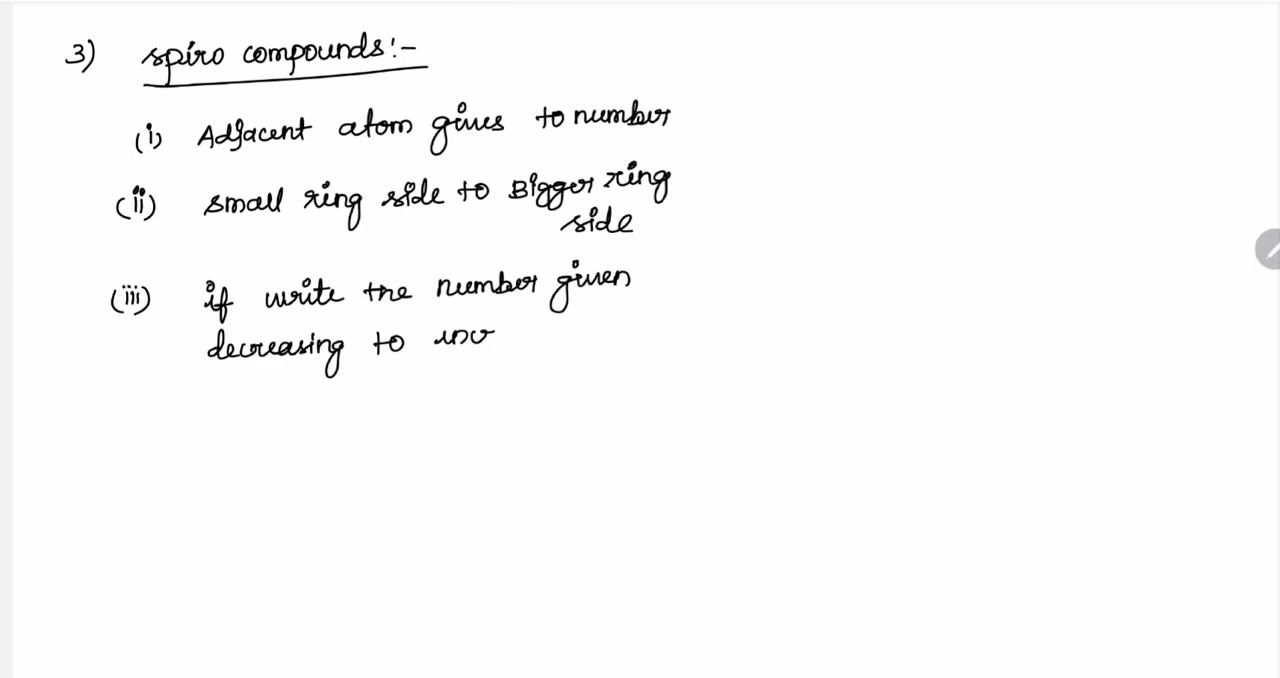 3) spiro compounds:-
(i) Adjacent atom gives to number
(ii) small ring side to Bigger ring
side
(iii) if write the number given
decreasing to